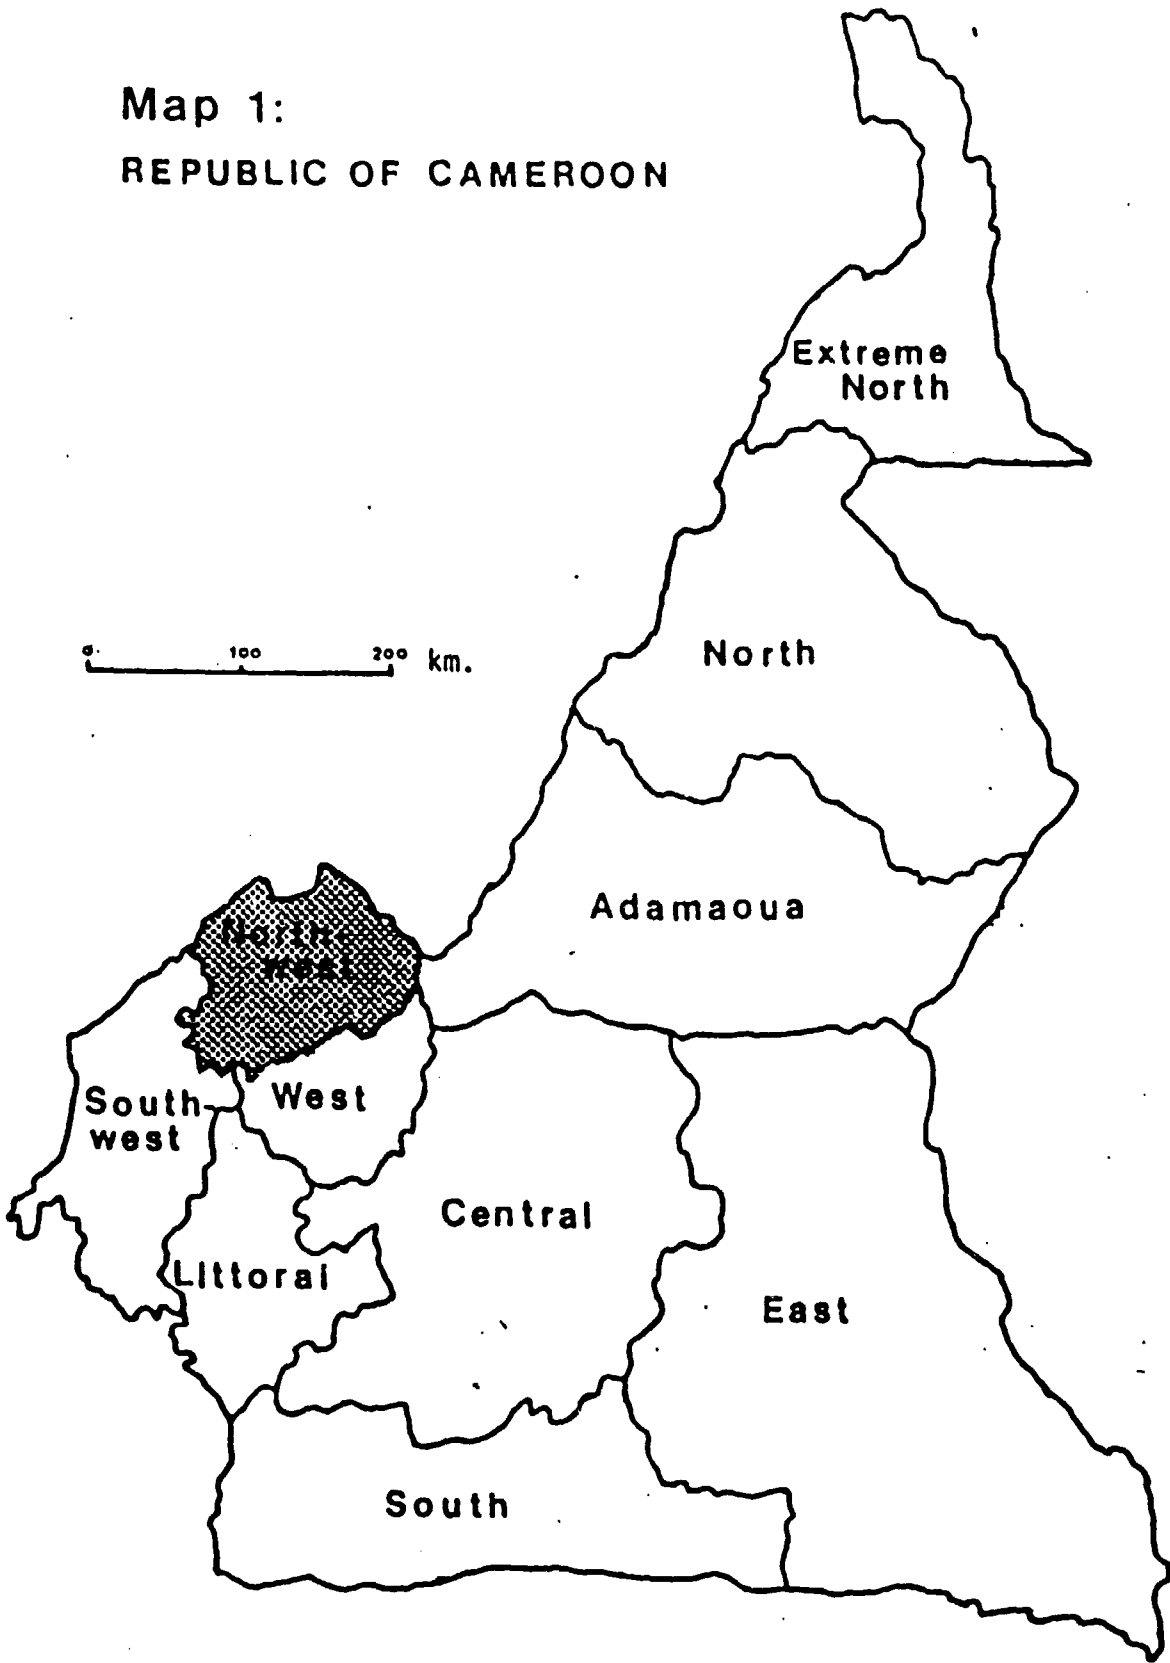 Map 1:
REPUBLIC OF CAMEROON
Extreme
North
0 100 200 km.
North
Adamaoua
North-
west
South-
west
West
Central
Littoral
East
South